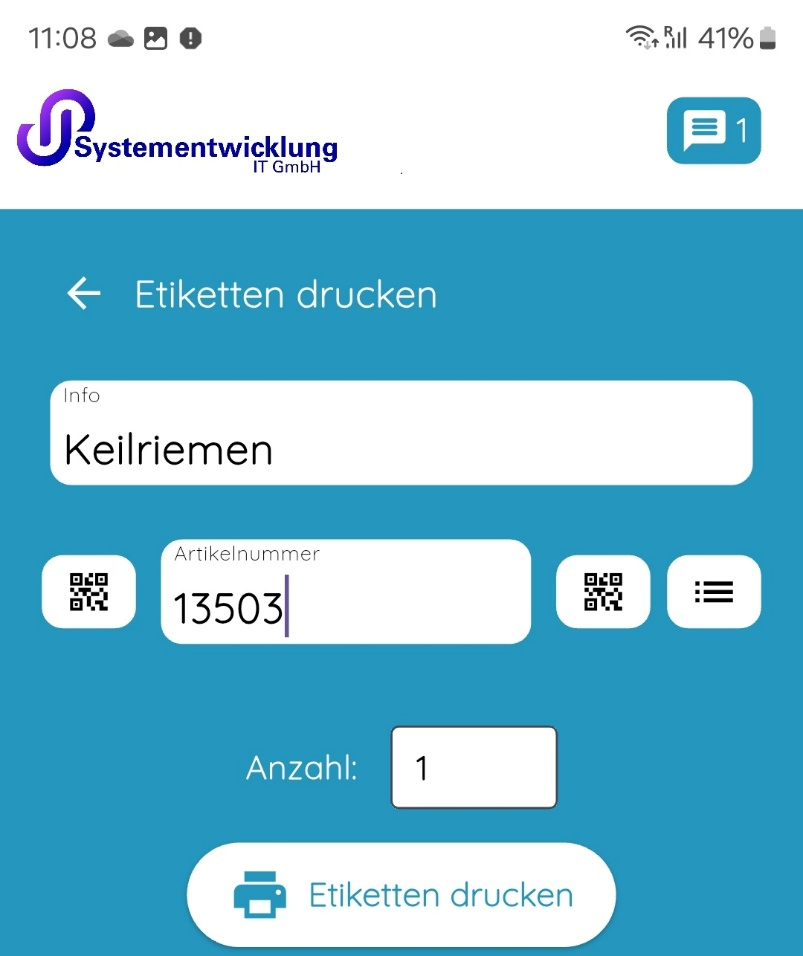 11:08
41%
Systementwicklung
IT GmbH
1
Etiketten drucken
Info
Keilriemen
Artikelnummer
13503
Anzahl: 1
Etiketten drucken